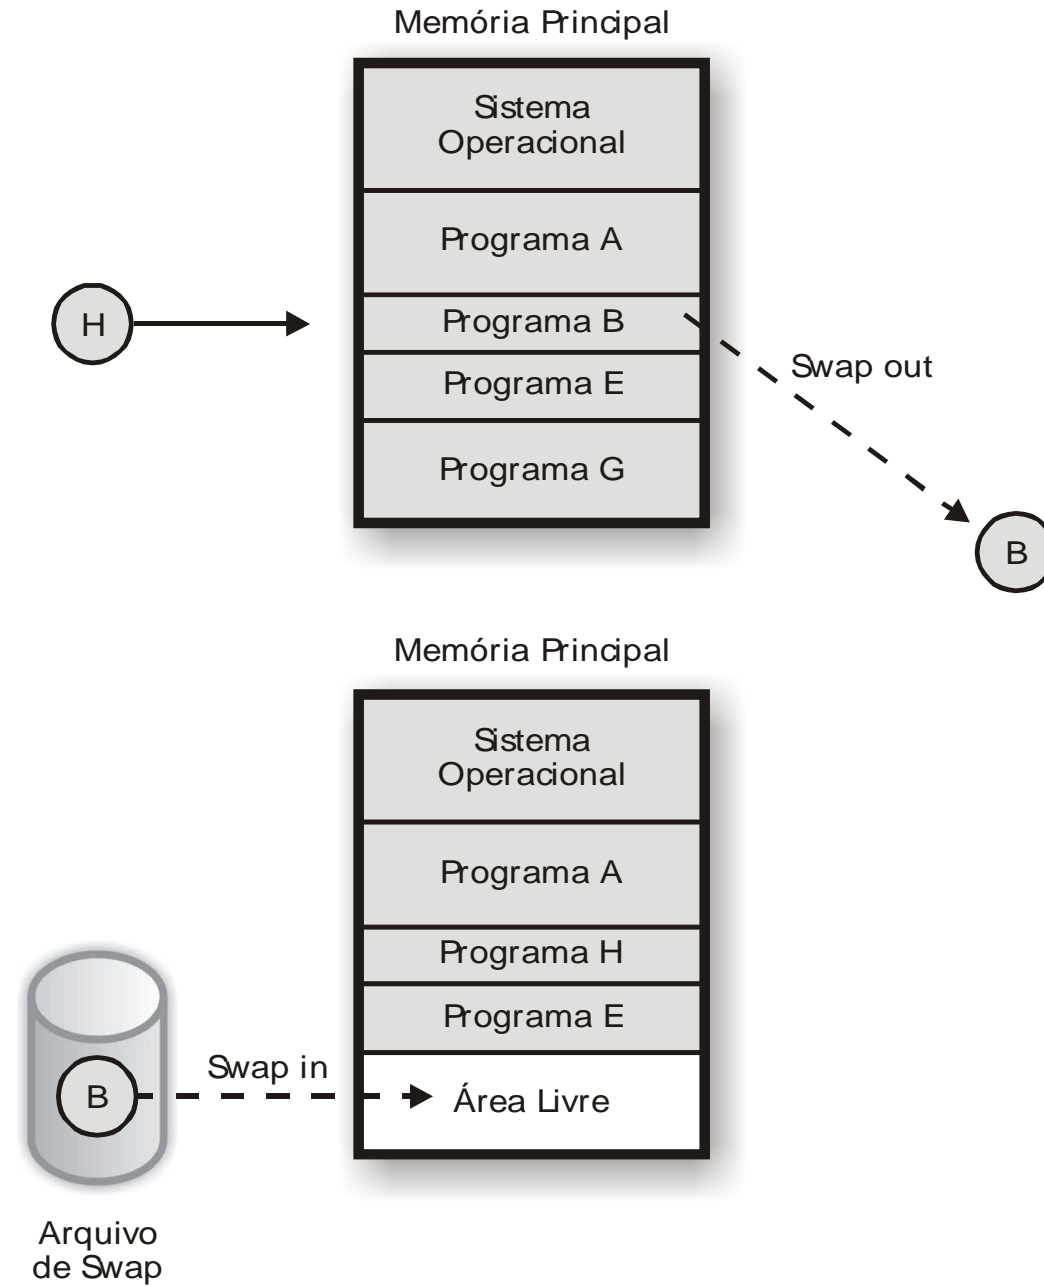 Memória Principal
Sistema
Operacional
Programa A
H
Programa B
Swap out
Programa E
Programa G
B
Memória Principal
Sistema
Operacional
Programa A
Programa H
Programa E
Swap in
B
Área Livre
Arquivo
de Swap